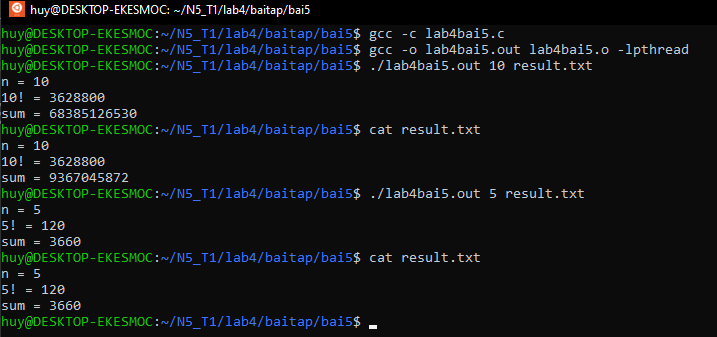 huy@DESKTOP-EKESMOC: ~/N5_T1/lab4/baitap/bai5
huy@DESKTOP-EKESMOC:~/N5_T1/lab4/baitap/bai5$ gcc -c lab4bai5.c
huy@DESKTOP-EKESMOC:~/N5_T1/lab4/baitap/bai5$ gcc -o lab4bai5.out lab4bai5.o -lpthread
huy@DESKTOP-EKESMOC:~/N5_T1/lab4/baitap/bai5$ ./lab4bai5.out 10 result.txt
n = 10
10! = 3628800
sum = 68385126530
huy@DESKTOP-EKESMOC:~/N5_T1/lab4/baitap/bai5$ cat result.txt
n = 10
10! = 3628800
sum = 9367045872
huy@DESKTOP-EKESMOC:~/N5_T1/lab4/baitap/bai5$ ./lab4bai5.out 5 result.txt
n = 5
5! = 120
sum = 3660
huy@DESKTOP-EKESMOC:~/N5_T1/lab4/baitap/bai5$ cat result.txt
n = 5
5! = 120
sum = 3660
huy@DESKTOP-EKESMOC:~/N5_T1/lab4/baitap/bai5$